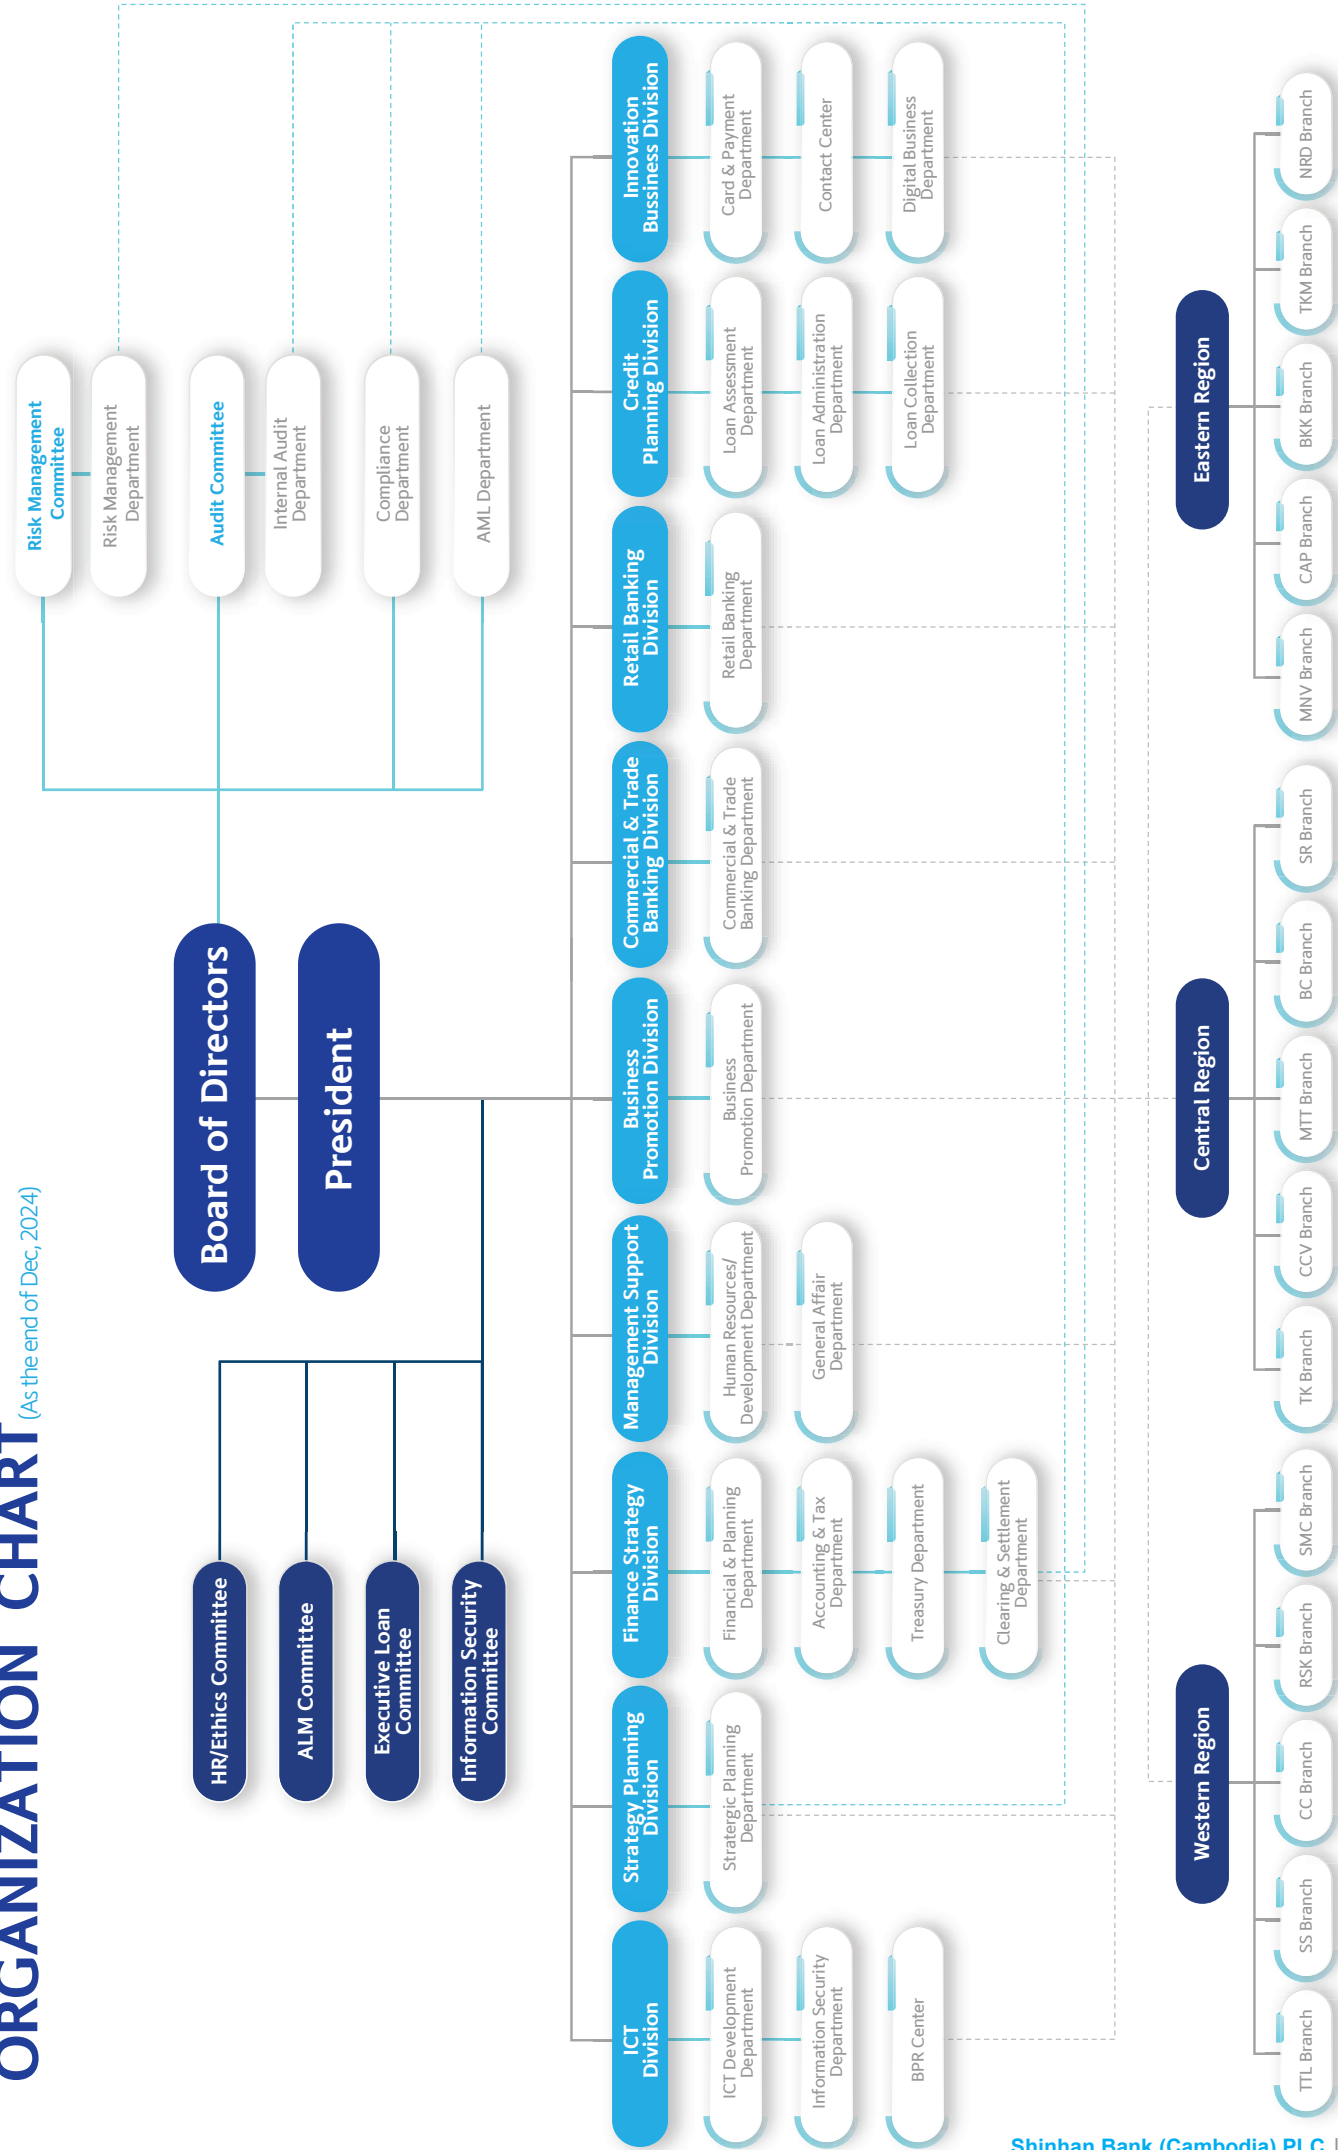 ORGANIZATION CHART (As the end of Dec, 2024)
Board of Directors
President
Risk Management
Committee
Risk Management
Department
Audit Committee
Internal Audit
Department
Compliance
Department
AML Department
HR/Ethics Committee
ALM Committee
Executive Loan
Committee
Information Security
Committee
ICT
Division
ICT Development
Department
Information Security
Department
BPR Center
Strategy Planning
Division
Stratergic Planning
Department
Finance Strategy
Division
Financial & Planning
Department
Accounting & Tax
Department
Treasury Department
Clearing & Settlement
Department
Management Support
Division
Human Resources/
Development Department
General Affair
Department
Business
Promotion Division
Business
Promotion Department
Commercial & Trade
Banking Division
Commercial & Trade
Banking Department
Retail Banking
Division
Retail Banking
Department
Credit
Planning Division
Loan Assessment
Department
Loan Administration
Department
Loan Collection
Department
Innovation
Bussiness Division
Card & Payment
Department
Contact Center
Digital Business
Department
Western Region
TTL Branch
SS Branch
CC Branch
RSK Branch
SMC Branch
Central Region
TK Branch
CCV Branch
MTT Branch
BC Branch
SR Branch
Eastern Region
MNV Branch
CAP Branch
BKK Branch
TKM Branch
NRD Branch
Shinhan Bank (Cambodia) PLC |